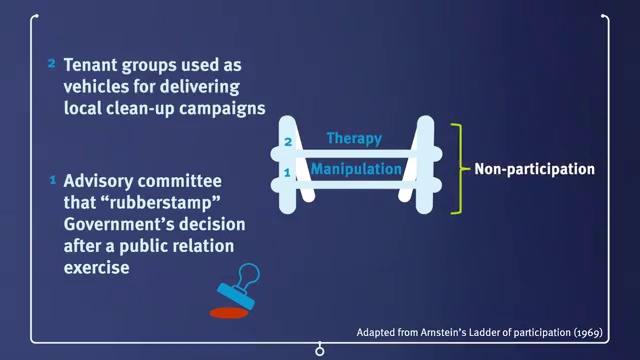 2 Tenant groups used as
vehicles for delivering
local clean-up campaigns
1 Advisory committee
that “rubberstamp”
Government’s decision
after a public relation
exercise
2 Therapy
1 Manipulation
Non-participation
Adapted from Arnstein’s Ladder of participation (1969)